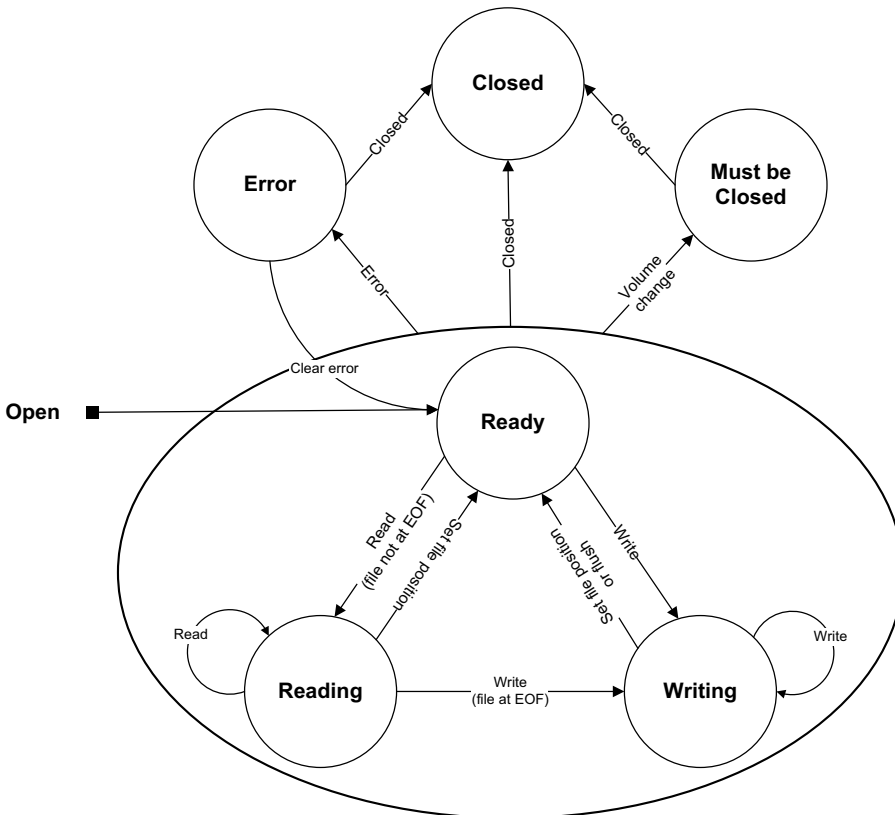 Closed
Closed
Closed
Error
Must be
Closed
Closed
Error
Volume
change
Clear error
Open
Ready
Read
(file not at EOF)
Set file position
Set file position
or flush
Write
Read
Write
Reading
Write
(file at EOF)
Writing